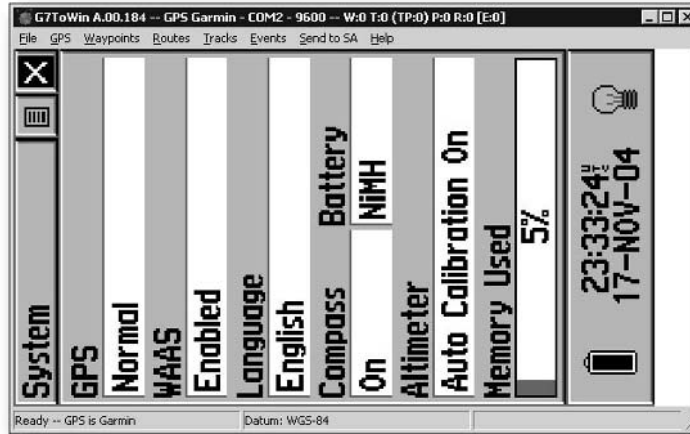 G7ToWin A.00.184 -- GPS Garmin - COM2 - 9600 -- W:0 T:0 (TP:0) P:0 R:0 [E:0]
File GPS Waypoints Routes Tracks Events Send to SA Help
System
GPS
Normal
WAAS
Enabled
Language
English
Compass Battery
On NiMH
Altimeter
Auto Calibration On
Memory Used
5%
23:33:24 UTC
17-NOV-04
Ready -- GPS is Garmin Datum: WGS-84